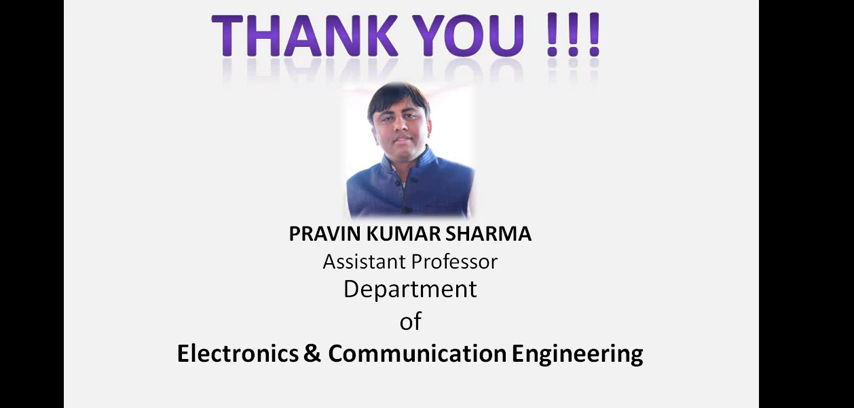 THANK YOU !!!
PRAVIN KUMAR SHARMA
Assistant Professor
Department
of
Electronics & Communication Engineering